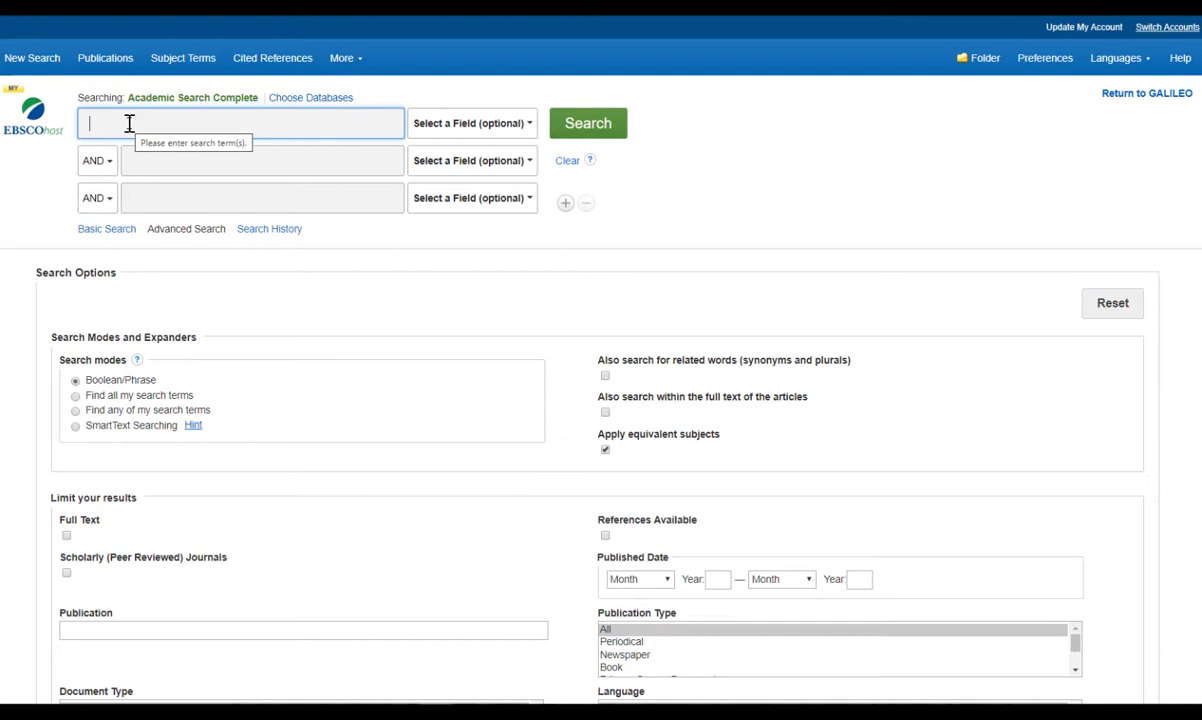 Update My Account Switch Accounts
New Search Publications Subject Terms Cited References More Folder Preferences Languages Help
MY
EBSCOhost
Searching: Academic Search Complete Choose Databases
Return to GALILEO
Select a Field (optional) Search
Please enter search term(s).
AND Select a Field (optional) Clear ?
AND Select a Field (optional) + −
Basic Search Advanced Search Search History
Search Options
Reset
Search Modes and Expanders
Search modes ?
Boolean/Phrase
Find all my search terms
Find any of my search terms
SmartText Searching Hint
Also search for related words (synonyms and plurals)
Also search within the full text of the articles
Apply equivalent subjects
Limit your results
Full Text
References Available
Scholarly (Peer Reviewed) Journals
Published Date
Month Year: — Month Year:
Publication
Publication Type
All
Periodical
Newspaper
Book
Document Type
Language